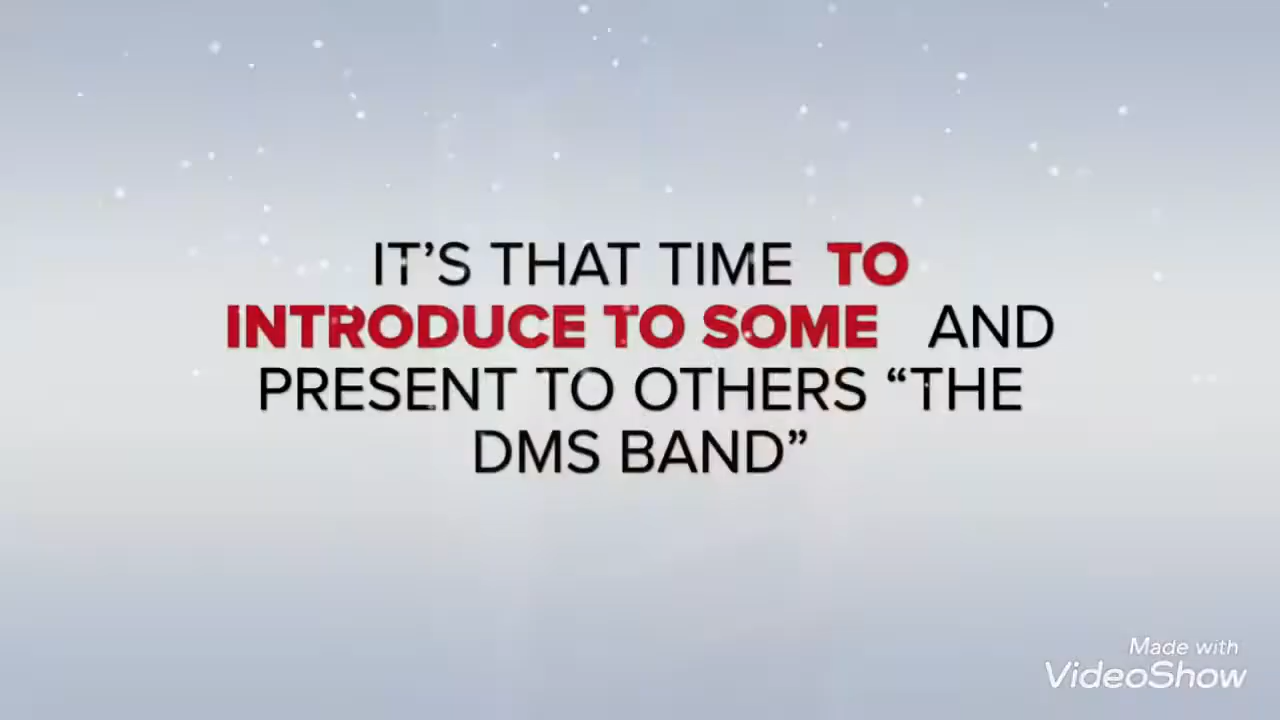 IT’S THAT TIME TO
INTRODUCE TO SOME AND
PRESENT TO OTHERS “THE
DMS BAND”
Made with
VideoShow